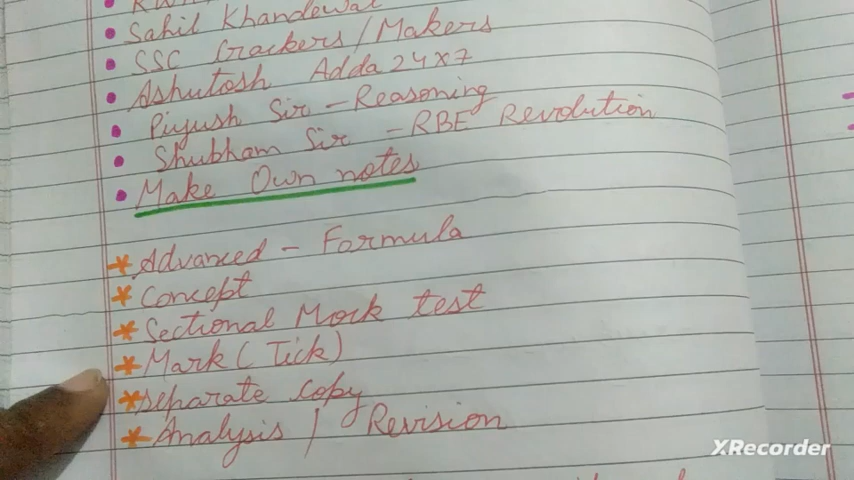 Sahil Khandewal
SSC Crackers/Makers
Ashutosh Adda 24x7
Piyush Sir - Reasoning
Shubham Sir - RBE Revolution
Make Own notes
Advanced - Formula
Concept
Sectional Mock test
Mark ( Tick )
separate copy
Analysis / Revision
XRecorder